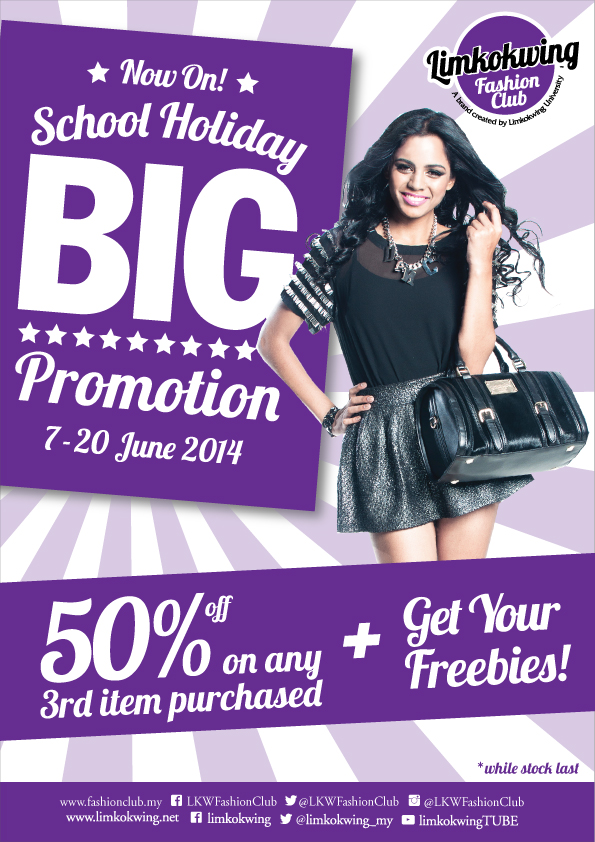 Limkokwing
Fashion
Club
A brand created by Limkokwing University
Now On!
School Holiday
BIG
Promotion
7-20 June 2014
50% off
on any
3rd item purchased
+
Get Your
Freebies!
*while stock last
www.fashionclub.my LKWFashionClub @LKWFashionClub @LKWFashionClub
www.limkokwing.net limkokwing @limkokwing_my limkokwingTUBE